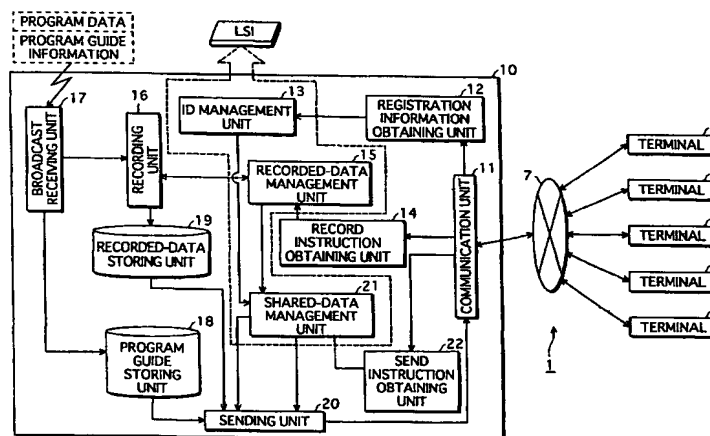 PROGRAM DATA
PROGRAM GUIDE
INFORMATION
LSI
10
17
BROADCAST
RECEIVING UNIT
16
RECORDING
UNIT
13
ID MANAGEMENT
UNIT
12
REGISTRATION
INFORMATION
OBTAINING UNIT
15
RECORDED-DATA
MANAGEMENT
UNIT
11
COMMUNICATION UNIT
14
RECORD
INSTRUCTION
OBTAINING UNIT
19
RECORDED-DATA
STORING UNIT
21
SHARED-DATA
MANAGEMENT
UNIT
18
PROGRAM
GUIDE
STORING
UNIT
22
SEND
INSTRUCTION
OBTAINING
UNIT
20
SENDING UNIT
7
TERMINAL
TERMINAL
TERMINAL
TERMINAL
TERMINAL
1